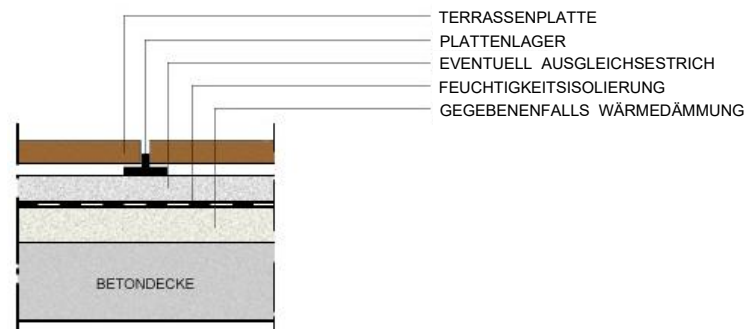 TERRASSENPLATTE
PLATTENLAGER
EVENTUELL AUSGLEICHSESTRICH
FEUCHTIGKEITSISOLIERUNG
GEGEBENENFALLS WÄRMEDÄMMUNG
BETONDECKE